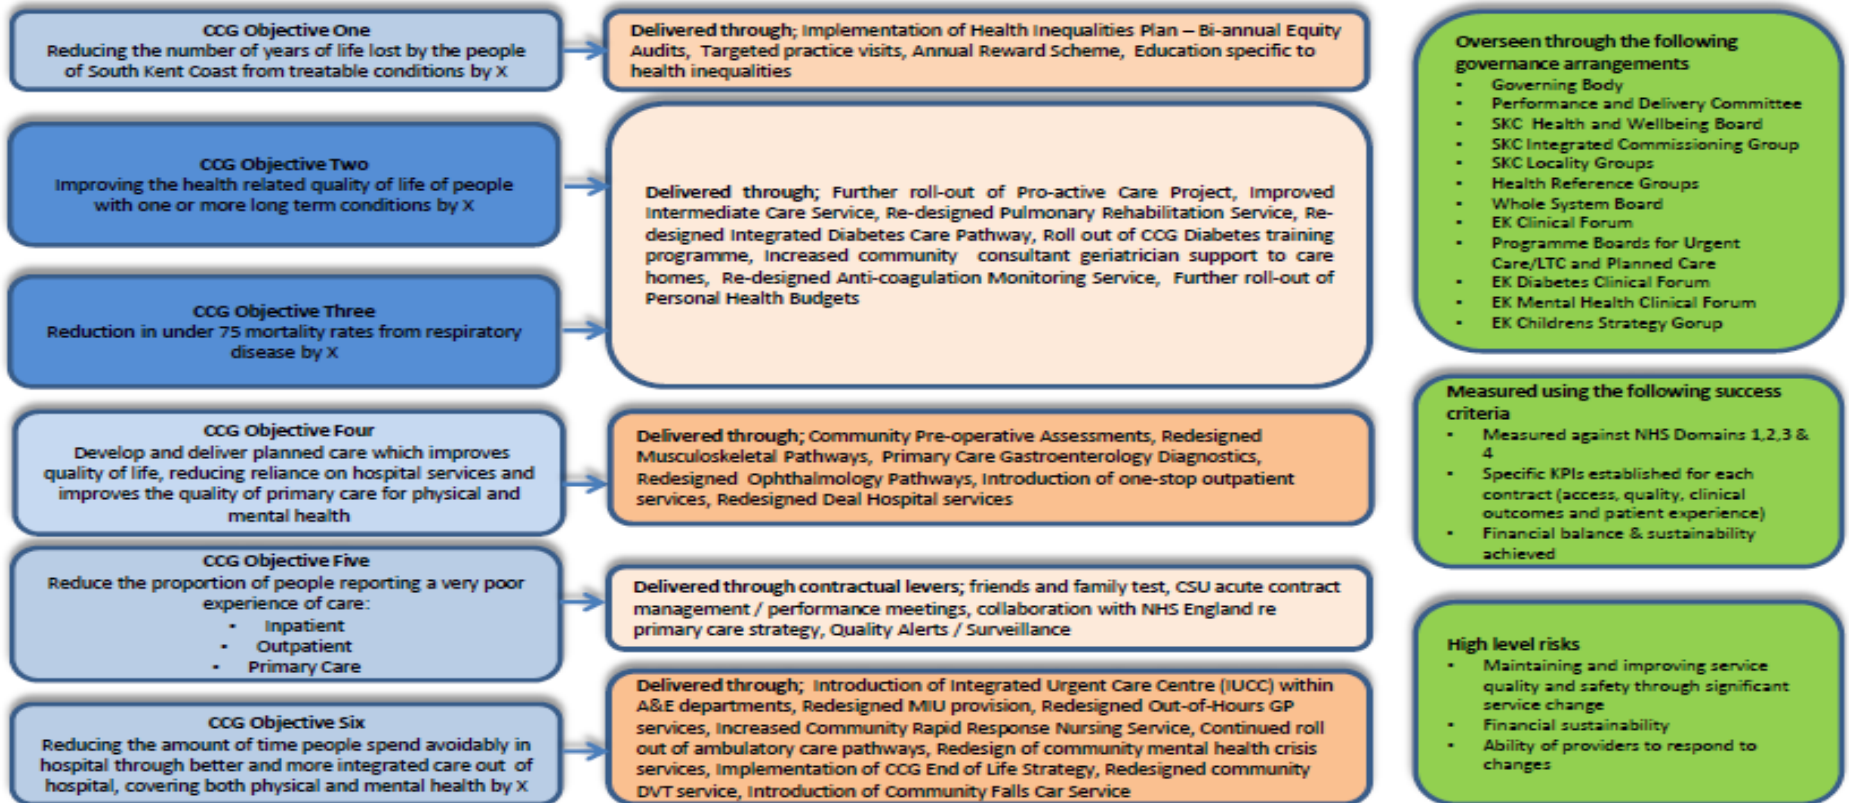 CCG Objective One
Reducing the number of years of life lost by the people
of South Kent Coast from treatable conditions by X
Delivered through; Implementation of Health Inequalities Plan – Bi-annual Equity
Audits, Targeted practice visits, Annual Reward Scheme, Education specific to
health inequalities
CCG Objective Two
Improving the health related quality of life of people
with one or more long term conditions by X
CCG Objective Three
Reduction in under 75 mortality rates from respiratory
disease by X
Delivered through; Further roll-out of Pro-active Care Project, Improved
Intermediate Care Service, Re-designed Pulmonary Rehabilitation Service, Re-
designed Integrated Diabetes Care Pathway, Roll out of CCG Diabetes training
programme, Increased community consultant geriatrician support to care
homes, Re-designed Anti-coagulation Monitoring Service, Further roll-out of
Personal Health Budgets
CCG Objective Four
Develop and deliver planned care which improves
quality of life, reducing reliance on hospital services and
improves the quality of primary care for physical and
mental health
Delivered through; Community Pre-operative Assessments, Redesigned
Musculoskeletal Pathways, Primary Care Gastroenterology Diagnostics,
Redesigned Ophthalmology Pathways, Introduction of one-stop outpatient
services, Redesigned Deal Hospital services
CCG Objective Five
Reduce the proportion of people reporting a very poor
experience of care:
• Inpatient
• Outpatient
• Primary Care
Delivered through contractual levers; friends and family test, CSU acute contract
management / performance meetings, collaboration with NHS England re
primary care strategy, Quality Alerts / Surveillance
CCG Objective Six
Reducing the amount of time people spend avoidably in
hospital through better and more integrated care out of
hospital, covering both physical and mental health by X
Delivered through; Introduction of Integrated Urgent Care Centre (IUCC) within
A&E departments, Redesigned MIU provision, Redesigned Out-of-Hours GP
services, Increased Community Rapid Response Nursing Service, Continued roll
out of ambulatory care pathways, Redesign of community mental health crisis
services, Implementation of CCG End of Life Strategy, Redesigned community
DVT service, Introduction of Community Falls Car Service
Overseen through the following
governance arrangements
• Governing Body
• Performance and Delivery Committee
• SKC Health and Wellbeing Board
• SKC Integrated Commissioning Group
• SKC Locality Groups
• Health Reference Groups
• Whole System Board
• EK Clinical Forum
• Programme Boards for Urgent
Care/LTC and Planned Care
• EK Diabetes Clinical Forum
• EK Mental Health Clinical Forum
• EK Childrens Strategy Gorup
Measured using the following success
criteria
• Measured against NHS Domains 1,2,3 &
4
• Specific KPIs established for each
contract (access, quality, clinical
outcomes and patient experience)
• Financial balance & sustainability
achieved
High level risks
• Maintaining and improving service
quality and safety through significant
service change
• Financial sustainability
• Ability of providers to respond to
changes